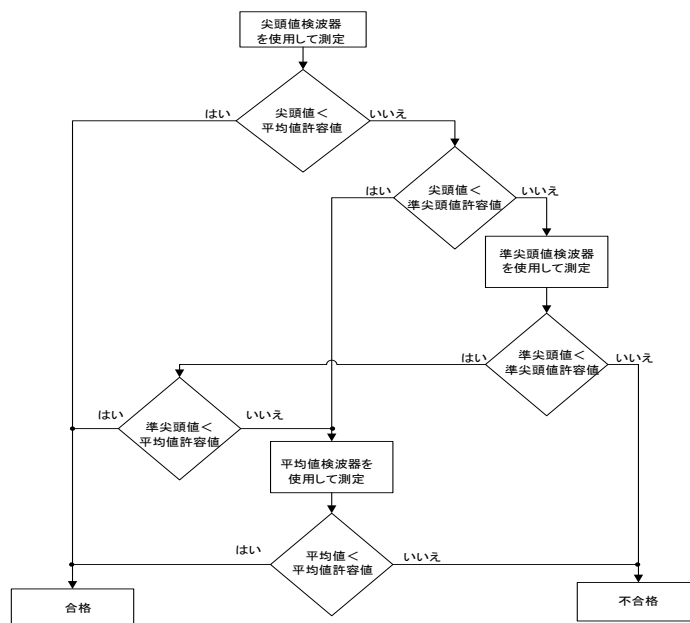 尖頭値検波器
を使用して測定
はい
尖頭値<
平均値許容値
いいえ
はい
尖頭値<
準尖頭値許容値
いいえ
準尖頭値検波器
を使用して測定
はい
準尖頭値<
準尖頭値許容値
いいえ
はい
準尖頭値<
平均値許容値
いいえ
平均値検波器を
使用して測定
はい
平均値<
平均値許容値
いいえ
合格
不合格